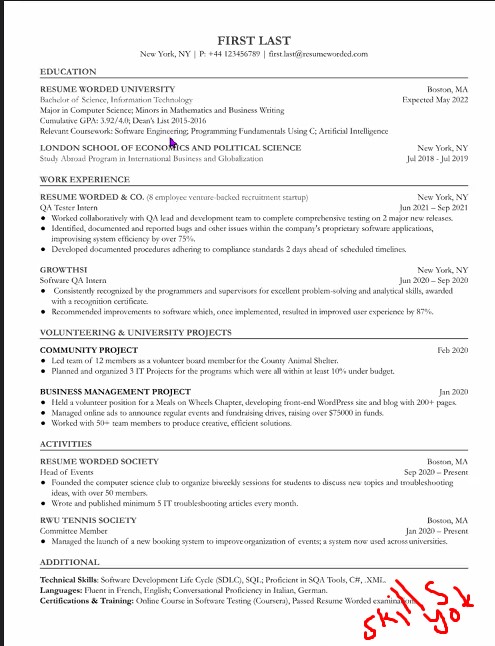 FIRST LAST
New York, NY | P: +44 123456789 | first.last@resumeworded.com
EDUCATION
RESUME WORDED UNIVERSITY Boston, MA
Bachelor of Science, Information Technology Expected May 2022
Major in Computer Science; Minors in Mathematics and Business Writing
Cumulative GPA: 3.92/4.0; Dean's List 2015-2016
Relevant Coursework: Software Engineering; Programming Fundamentals Using C; Artificial Intelligence
LONDON SCHOOL OF ECONOMICS AND POLITICAL SCIENCE New York, NY
Study Abroad Program in International Business and Globalization Jul 2018 - Jul 2019
WORK EXPERIENCE
RESUME WORDED & CO. (8 employee venture-backed recruitment startup) New York, NY
QA Tester Intern Jun 2021 – Sep 2021
● Worked collaboratively with QA lead and development team to complete comprehensive testing on 2 major new releases.
● Identified, documented and reported bugs and other issues within the company's proprietary software applications,
improvising system efficiency by over 75%.
● Developed documented procedures adhering to compliance standards 2 days ahead of scheduled timelines.
GROWTHSI New York, NY
Software QA Intern Jun 2020 – Sep 2020
● Consistently recognized by the programmers and supervisors for excellent problem-solving and analytical skills, awarded
with a recognition certificate.
● Recommended improvements to software which, once implemented, resulted in improved user experience by 87%.
VOLUNTEERING & UNIVERSITY PROJECTS
COMMUNITY PROJECT Feb 2020
● Led team of 12 members as a volunteer board member for the County Animal Shelter.
● Planned and organized 3 IT Projects for the programs which were all within at least 10% under budget.
BUSINESS MANAGEMENT PROJECT Jan 2020
● Held a volunteer position for a Meals on Wheels Chapter, developing front-end WordPress site and blog with 200+ pages.
● Managed online ads to announce regular events and fundraising drives, raising over $75000 in funds.
● Worked with 50+ team members to produce creative, efficient solutions.
ACTIVITIES
RESUME WORDED SOCIETY Boston, MA
Head of Events Sep 2020 – Present
● Founded the computer science club to organize biweekly sessions for students to discuss new topics and troubleshooting
ideas, with over 50 members.
● Wrote and published minimum 5 IT troubleshooting articles every month.
RWU TENNIS SOCIETY Boston, MA
Committee Member Jan 2020 – Present
● Managed the launch of a new booking system to improve organization of events; a system now used across universities.
ADDITIONAL
Technical Skills: Software Development Life Cycle (SDLC), SQL; Proficient in SQA Tools, C#, .XML.
Languages: Fluent in French, English; Conversational Proficiency in Italian, German.
Certifications & Training: Online Course in Software Testing (Coursera), Passed Resume Worded examinations
skills
yok